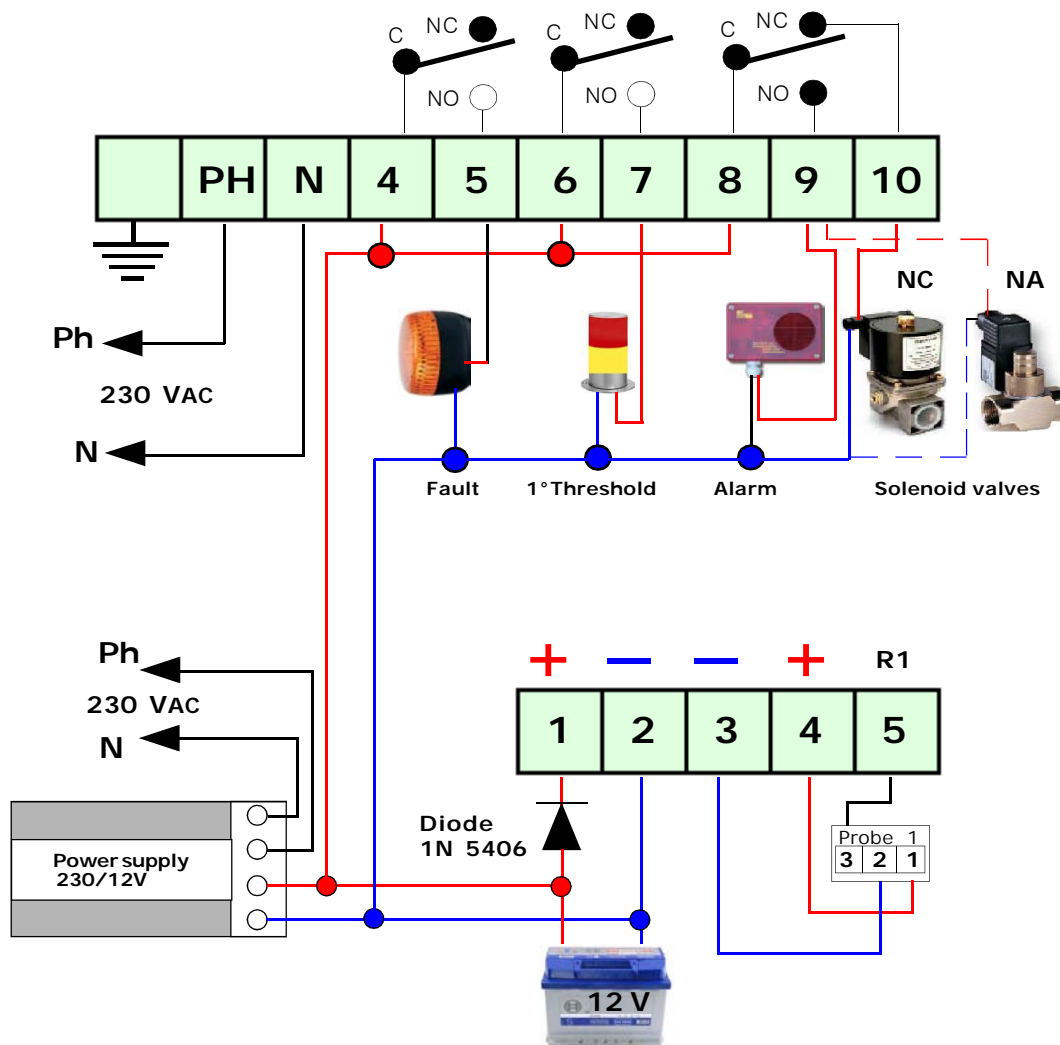 C NC C NC C NC
NO NO NO
PH N 4 5 6 7 8 9 10
NC NA
Ph
230 VAC
N
Fault 1°Threshold Alarm Solenoid valves
Ph
230 VAC
N
+ — — + R1
1 2 3 4 5
Diode
1N 5406
Probe 1
3 2 1
Power supply
230/12V
12 V